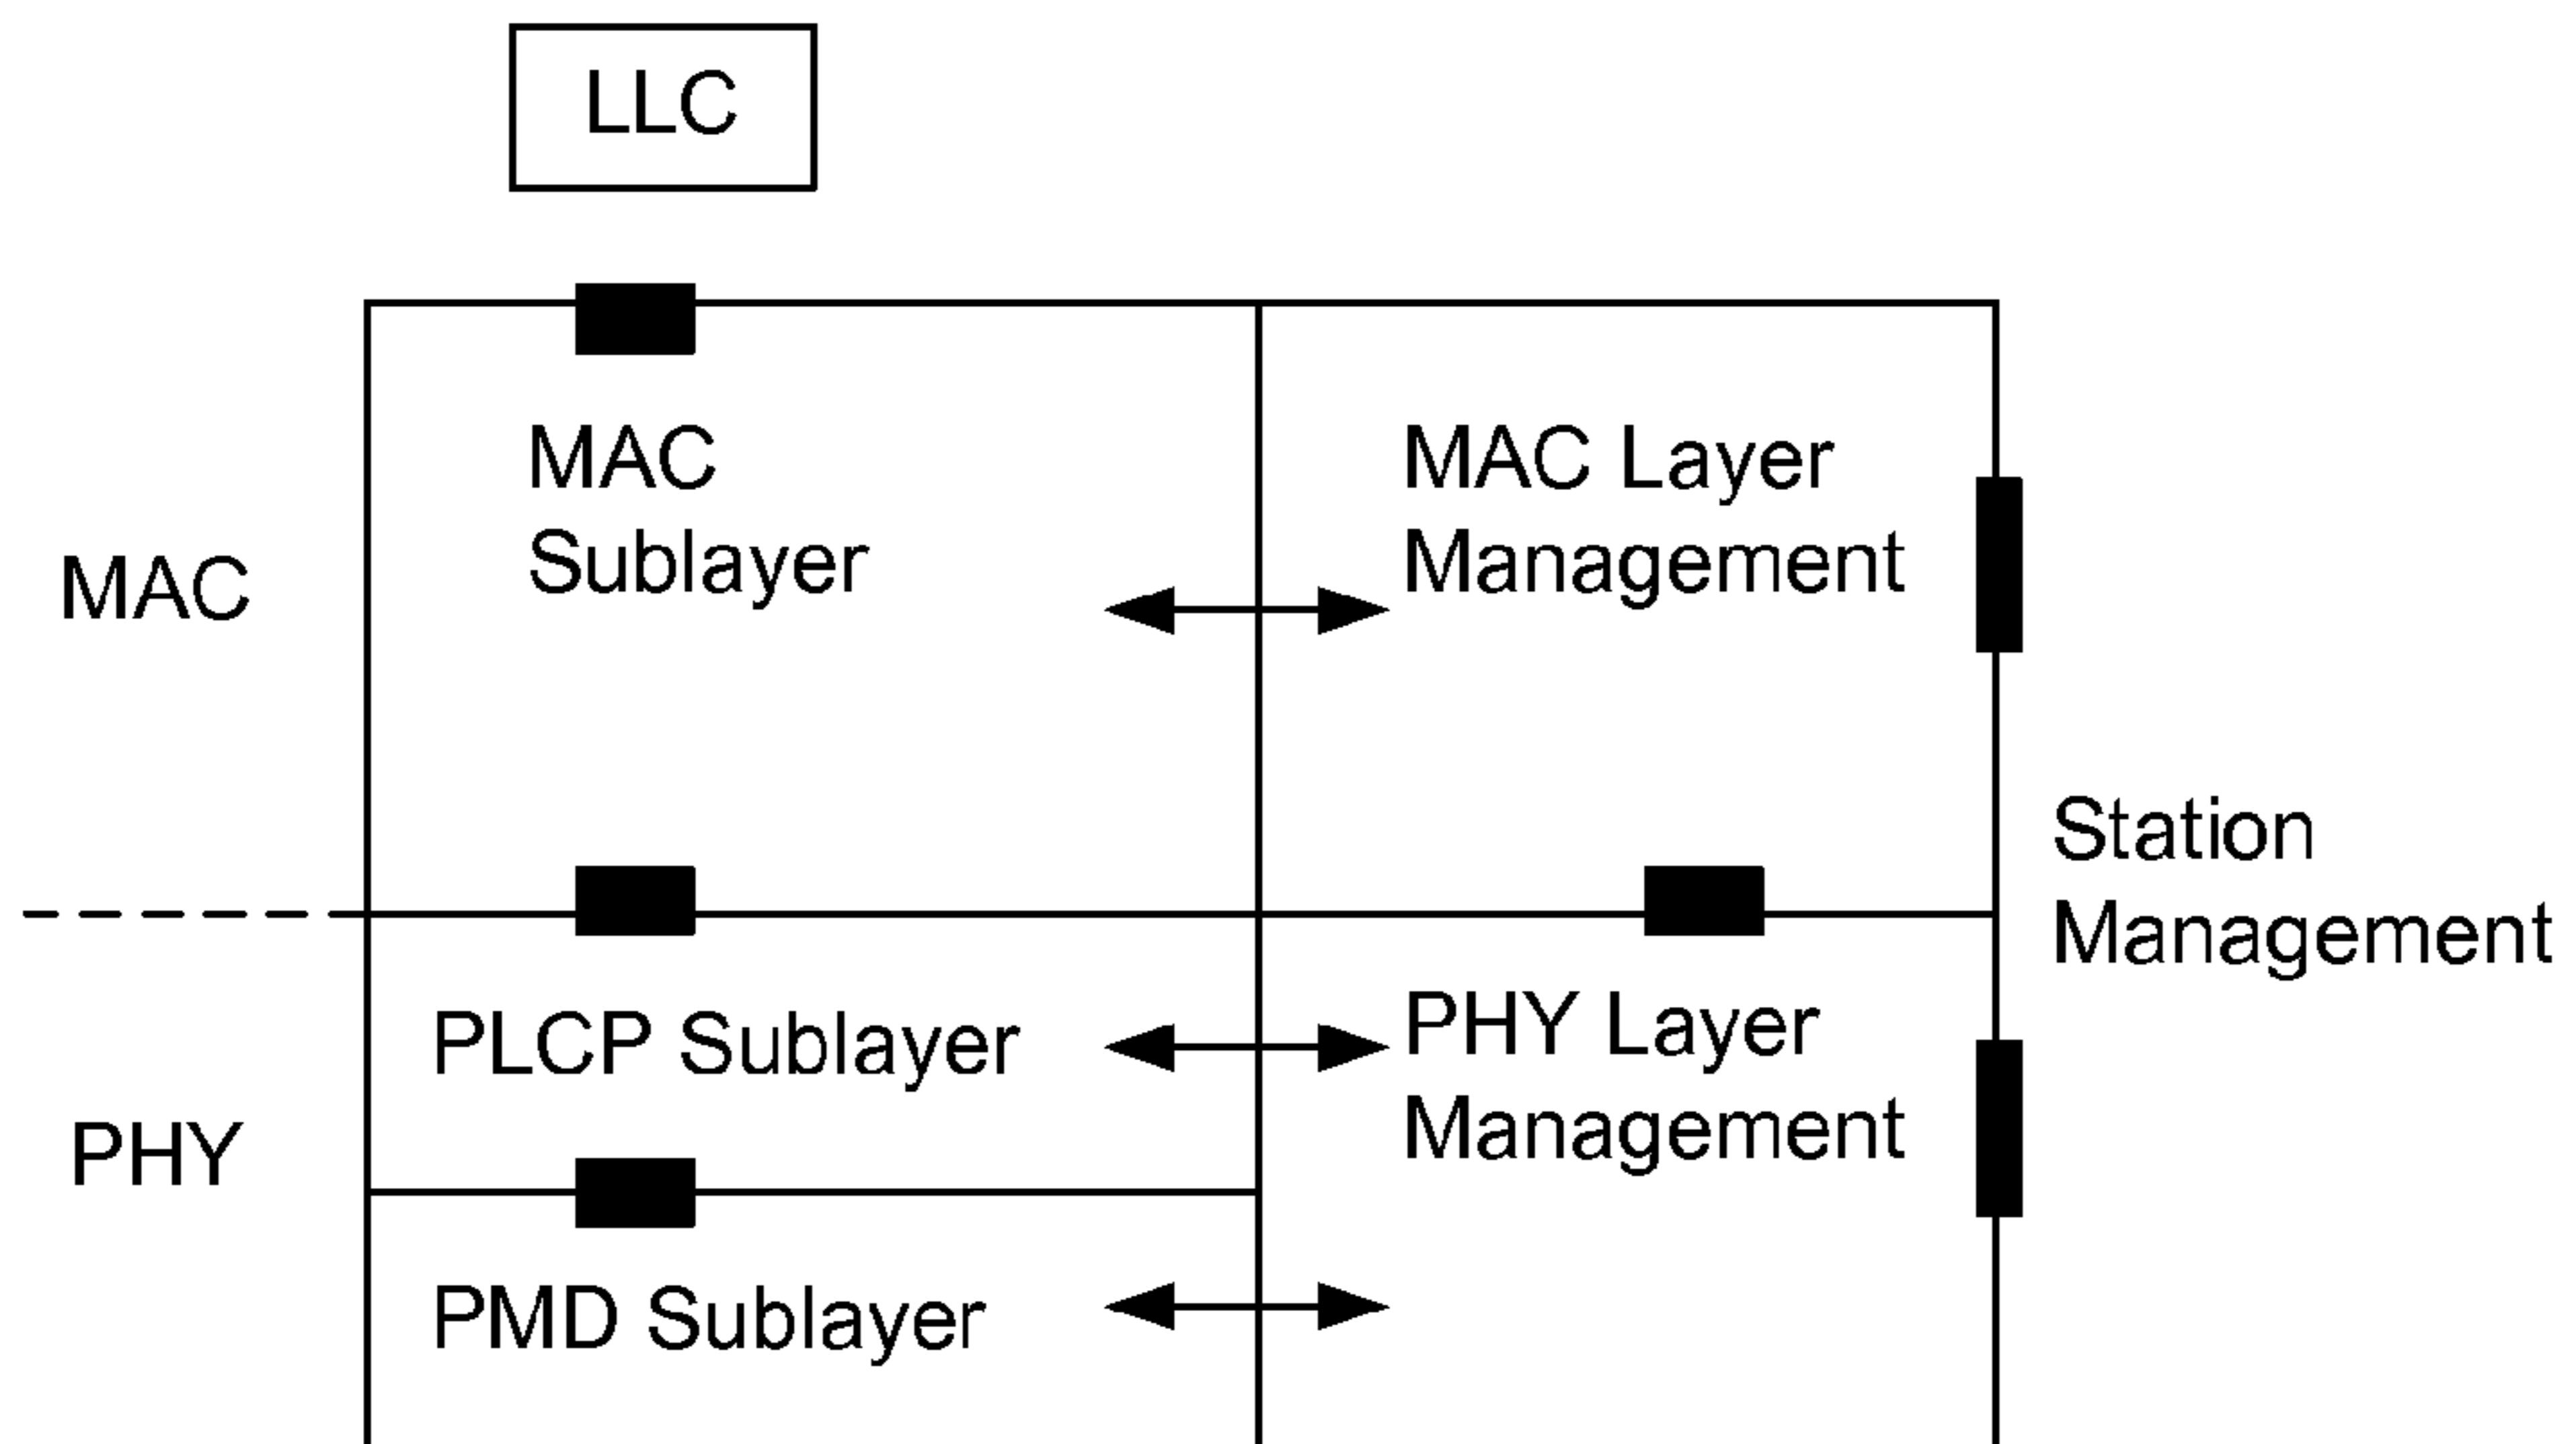 LLC
MAC
MAC
Sublayer
MAC Layer
Management
Station
Management
PHY
PLCP Sublayer
PHY Layer
Management
PMD Sublayer